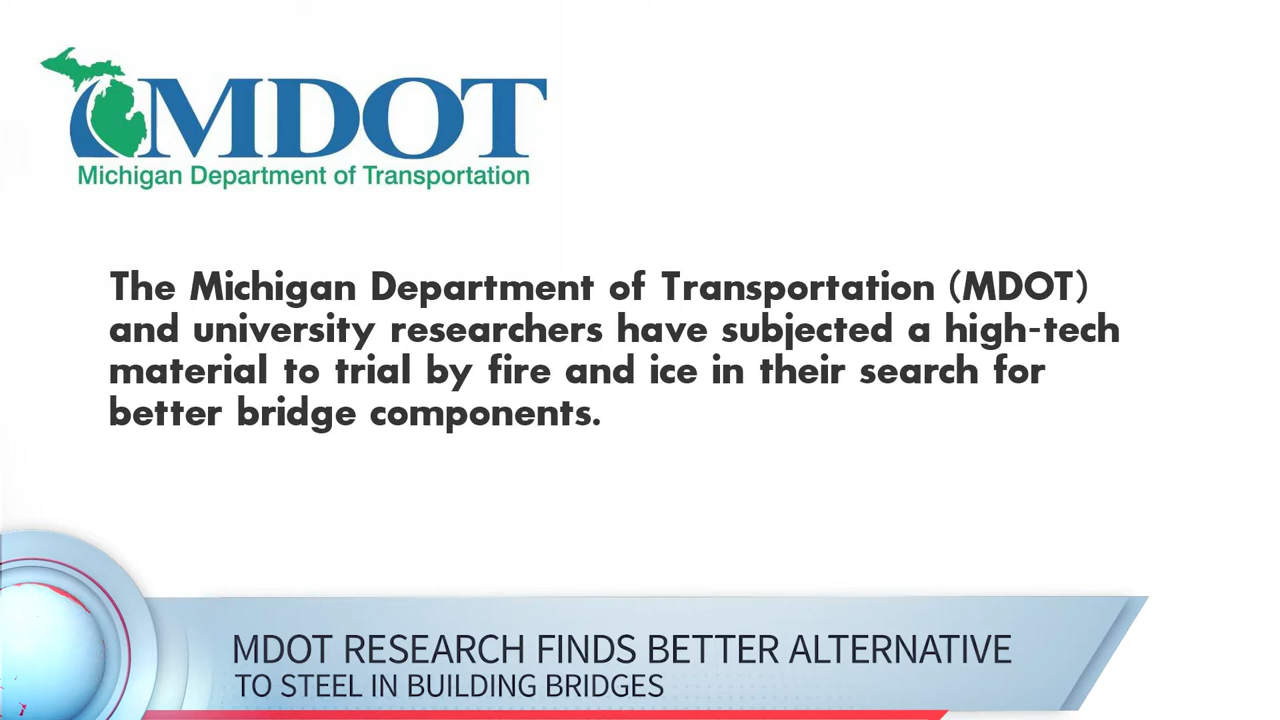 MDOT
Michigan Department of Transportation
The Michigan Department of Transportation (MDOT)
and university researchers have subjected a high-tech
material to trial by fire and ice in their search for
better bridge components.
MDOT RESEARCH FINDS BETTER ALTERNATIVE
TO STEEL IN BUILDING BRIDGES